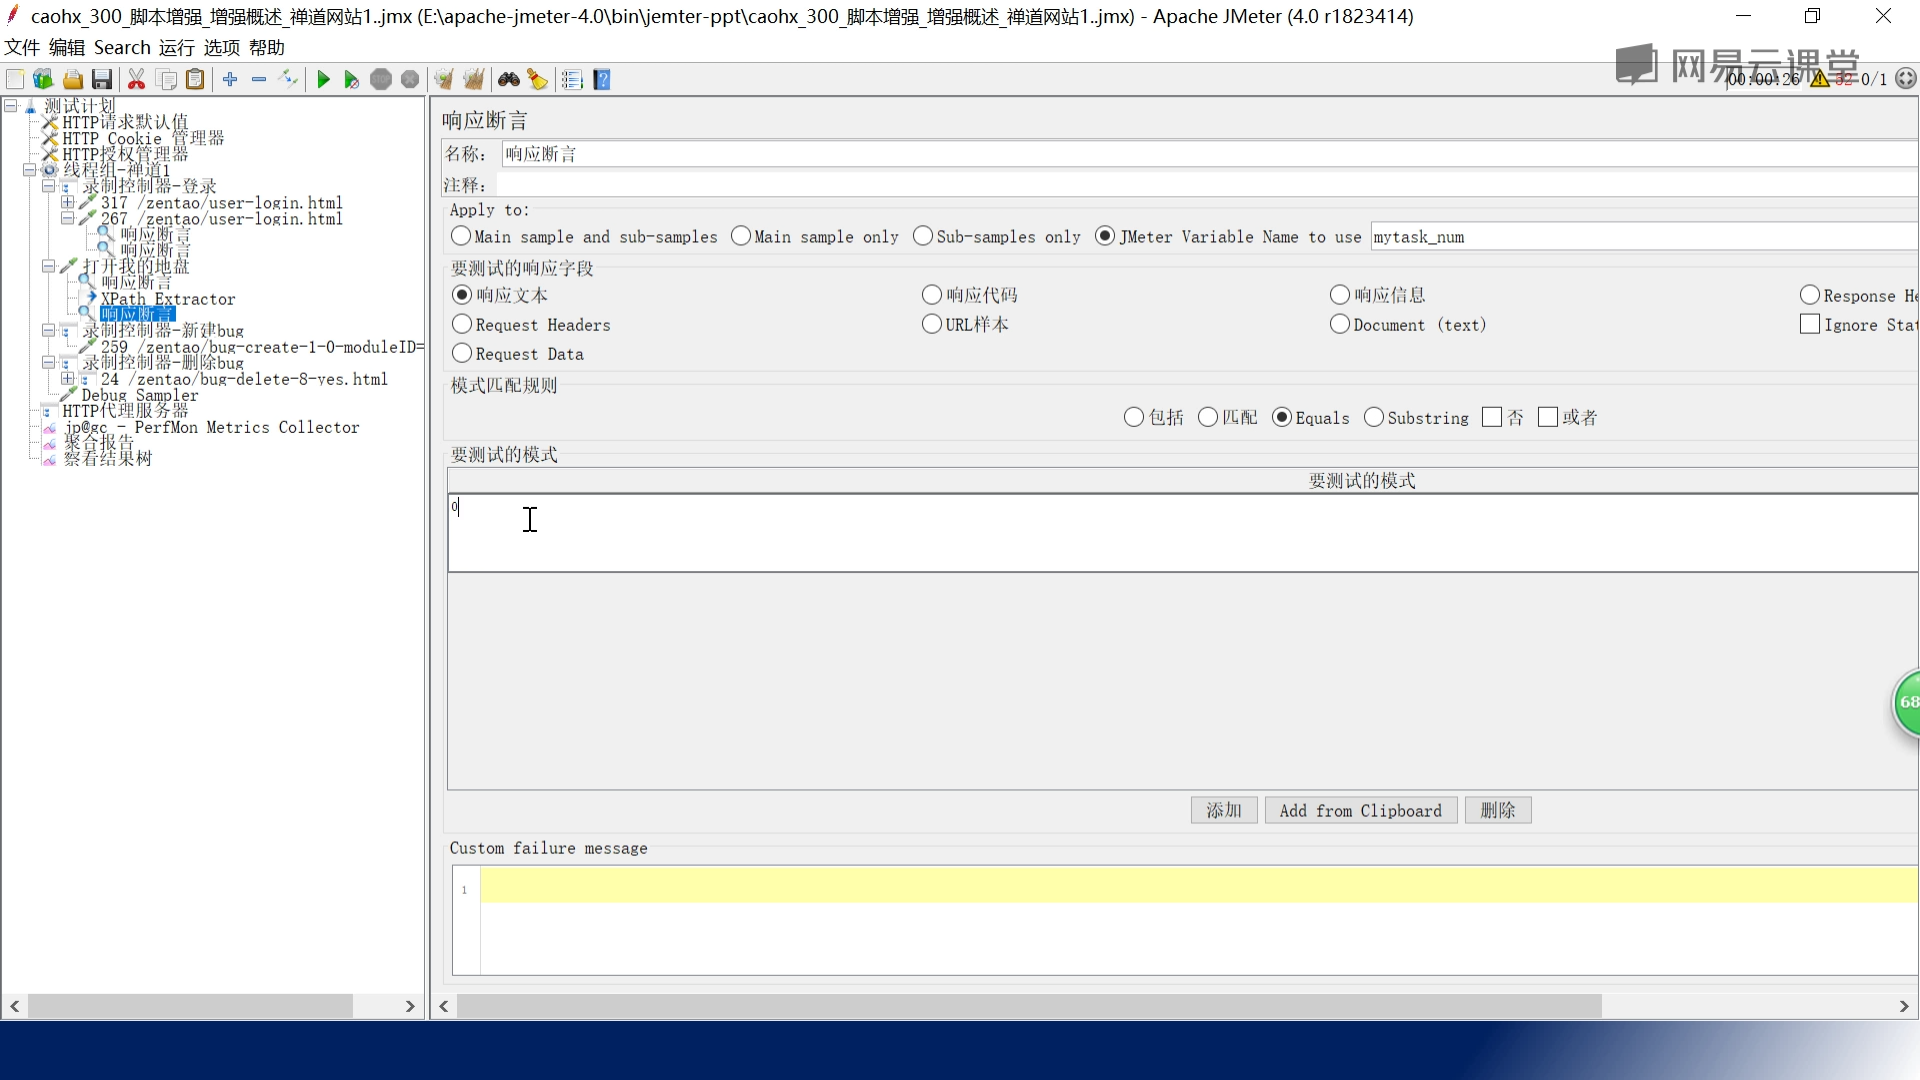 caohx_300_脚本增强_增强概述_禅道网站1..jmx (E:\apache-jmeter-4.0\bin\jemter-ppt\caohx_300_脚本增强_增强概述_禅道网站1..jmx) - Apache JMeter (4.0 r1823414)
文件 编辑 Search 运行 选项 帮助
网易云课堂
00:00:26 32 0/1
测试计划
HTTP请求默认值
HTTP Cookie 管理器
HTTP授权管理器
线程组-禅道1
录制控制器-登录
317 /zentao/user-login.html
267 /zentao/user-login.html
响应断言
响应断言
打开我的地盘
响应断言
XPath Extractor
响应断言
录制控制器-新建bug
259 /zentao/bug-create-1-0-moduleID=
录制控制器-删除bug
24 /zentao/bug-delete-8-yes.html
Debug Sampler
HTTP代理服务器
jp@gc - PerfMon Metrics Collector
聚合报告
察看结果树
响应断言
名称： 响应断言
注释：
Apply to:
Main sample and sub-samples Main sample only Sub-samples only JMeter Variable Name to use mytask_num
要测试的响应字段
响应文本 响应代码 响应信息 Response He
Request Headers URL样本 Document (text) Ignore Stat
Request Data
模式匹配规则
包括 匹配 Equals Substring 否 或者
要测试的模式
要测试的模式
0
68
添加 Add from Clipboard 删除
Custom failure message
1